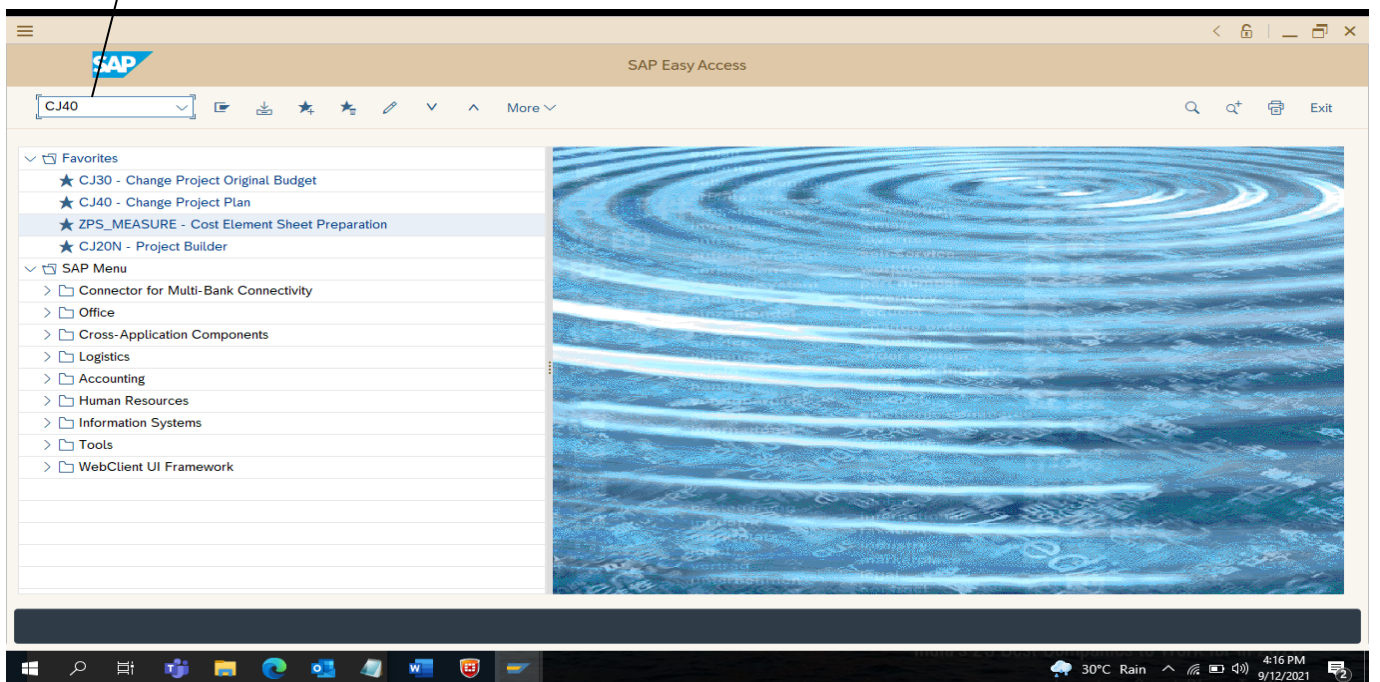 SAP
SAP Easy Access
CJ40
More
Exit
Favorites
CJ30 - Change Project Original Budget
CJ40 - Change Project Plan
ZPS_MEASURE - Cost Element Sheet Preparation
CJ20N - Project Builder
SAP Menu
Connector for Multi-Bank Connectivity
Office
Cross-Application Components
Logistics
Accounting
Human Resources
Information Systems
Tools
WebClient UI Framework
30°C Rain
4:16 PM
9/12/2021
2